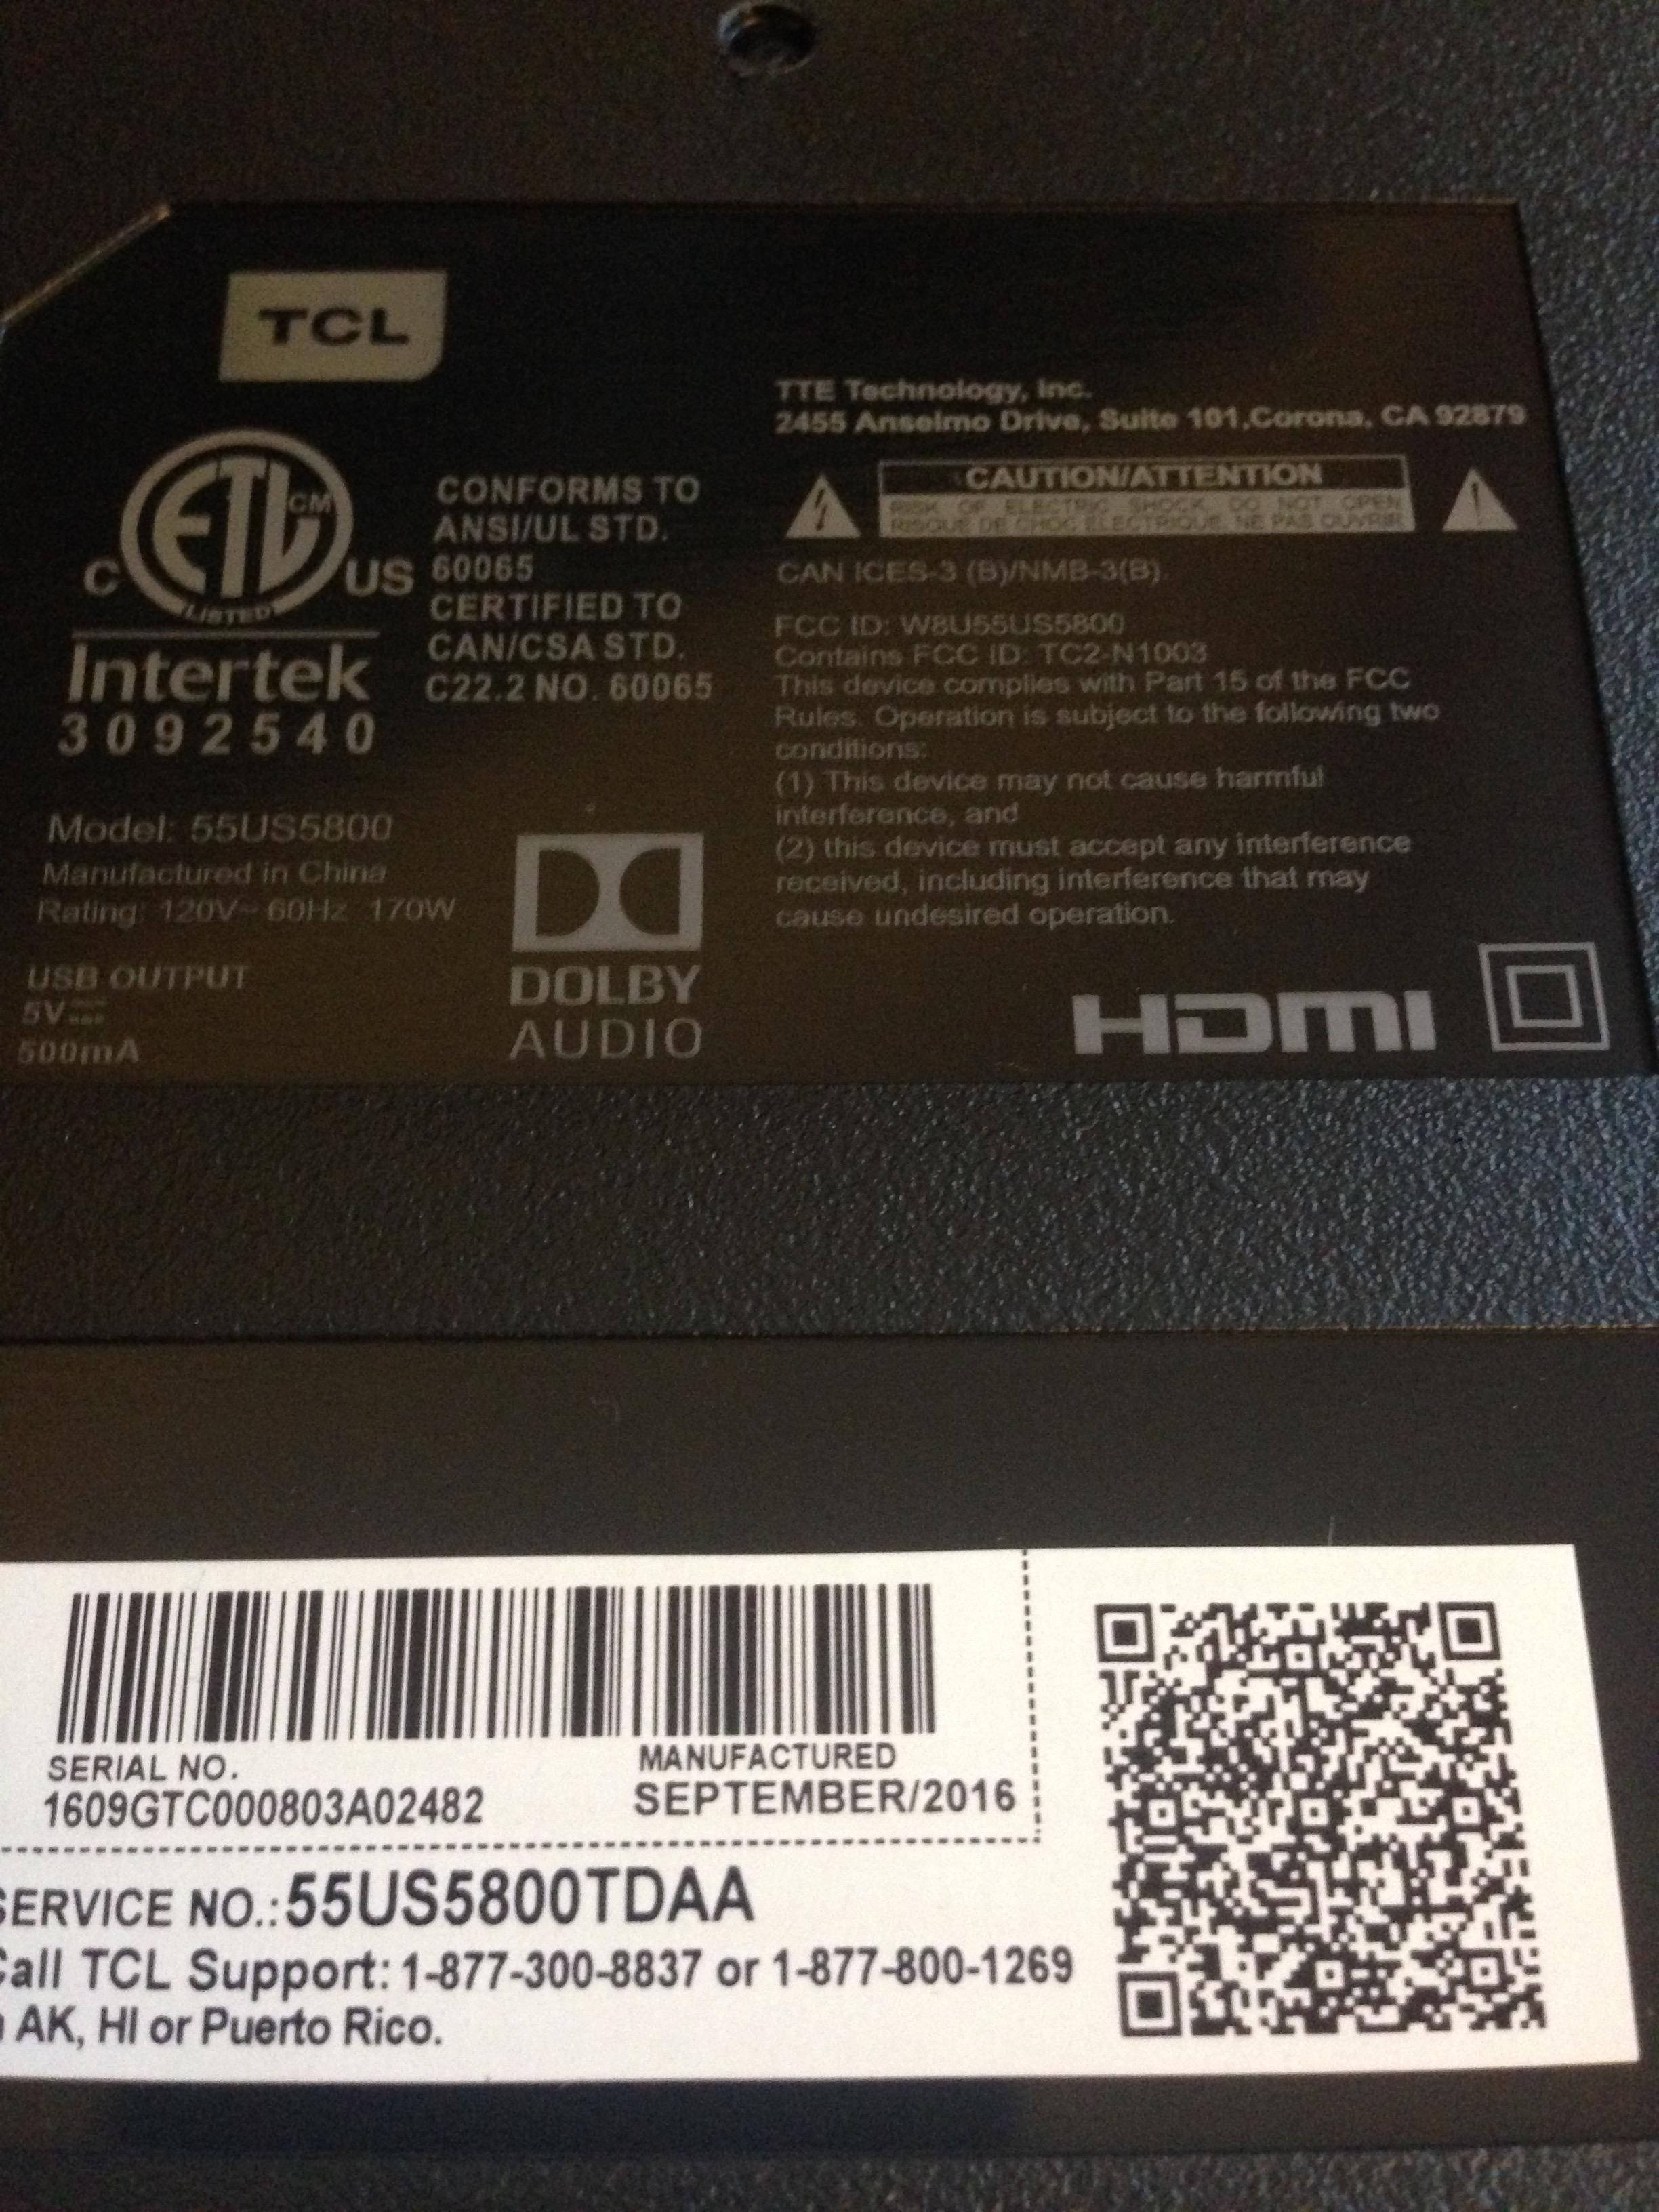 TCL
TTE Technology, Inc.
2455 Anselmo Drive, Suite 101,Corona, CA 92879
CAUTION/ATTENTION
RISK OF ELECTRIC SHOCK, DO NOT OPEN
RISQUE DE CHOC ELECTRIQUE, NE PAS OUVRIR
ETL CM
C US
LISTED
Intertek
3092540
CONFORMS TO
ANSI/UL STD.
60065
CERTIFIED TO
CAN/CSA STD.
C22.2 NO. 60065
CAN ICES-3 (B)/NMB-3(B)
FCC ID: W8U55US5800
Contains FCC ID: TC2-N1003
This device complies with Part 15 of the FCC
Rules. Operation is subject to the following two
conditions:
(1) This device may not cause harmful
interference, and
(2) this device must accept any interference
received, including interference that may
cause undesired operation.
Model: 55US5800
Manufactured in China
Rating: 120V~ 60Hz 170W
USB OUTPUT
5V⎓
500mA
DOLBY
AUDIO
HDMI
SERIAL NO.
1609GTC000803A02482
MANUFACTURED
SEPTEMBER/2016
SERVICE NO.:55US5800TDAA
Call TCL Support: 1-877-300-8837 or 1-877-800-1269
AK, HI or Puerto Rico.